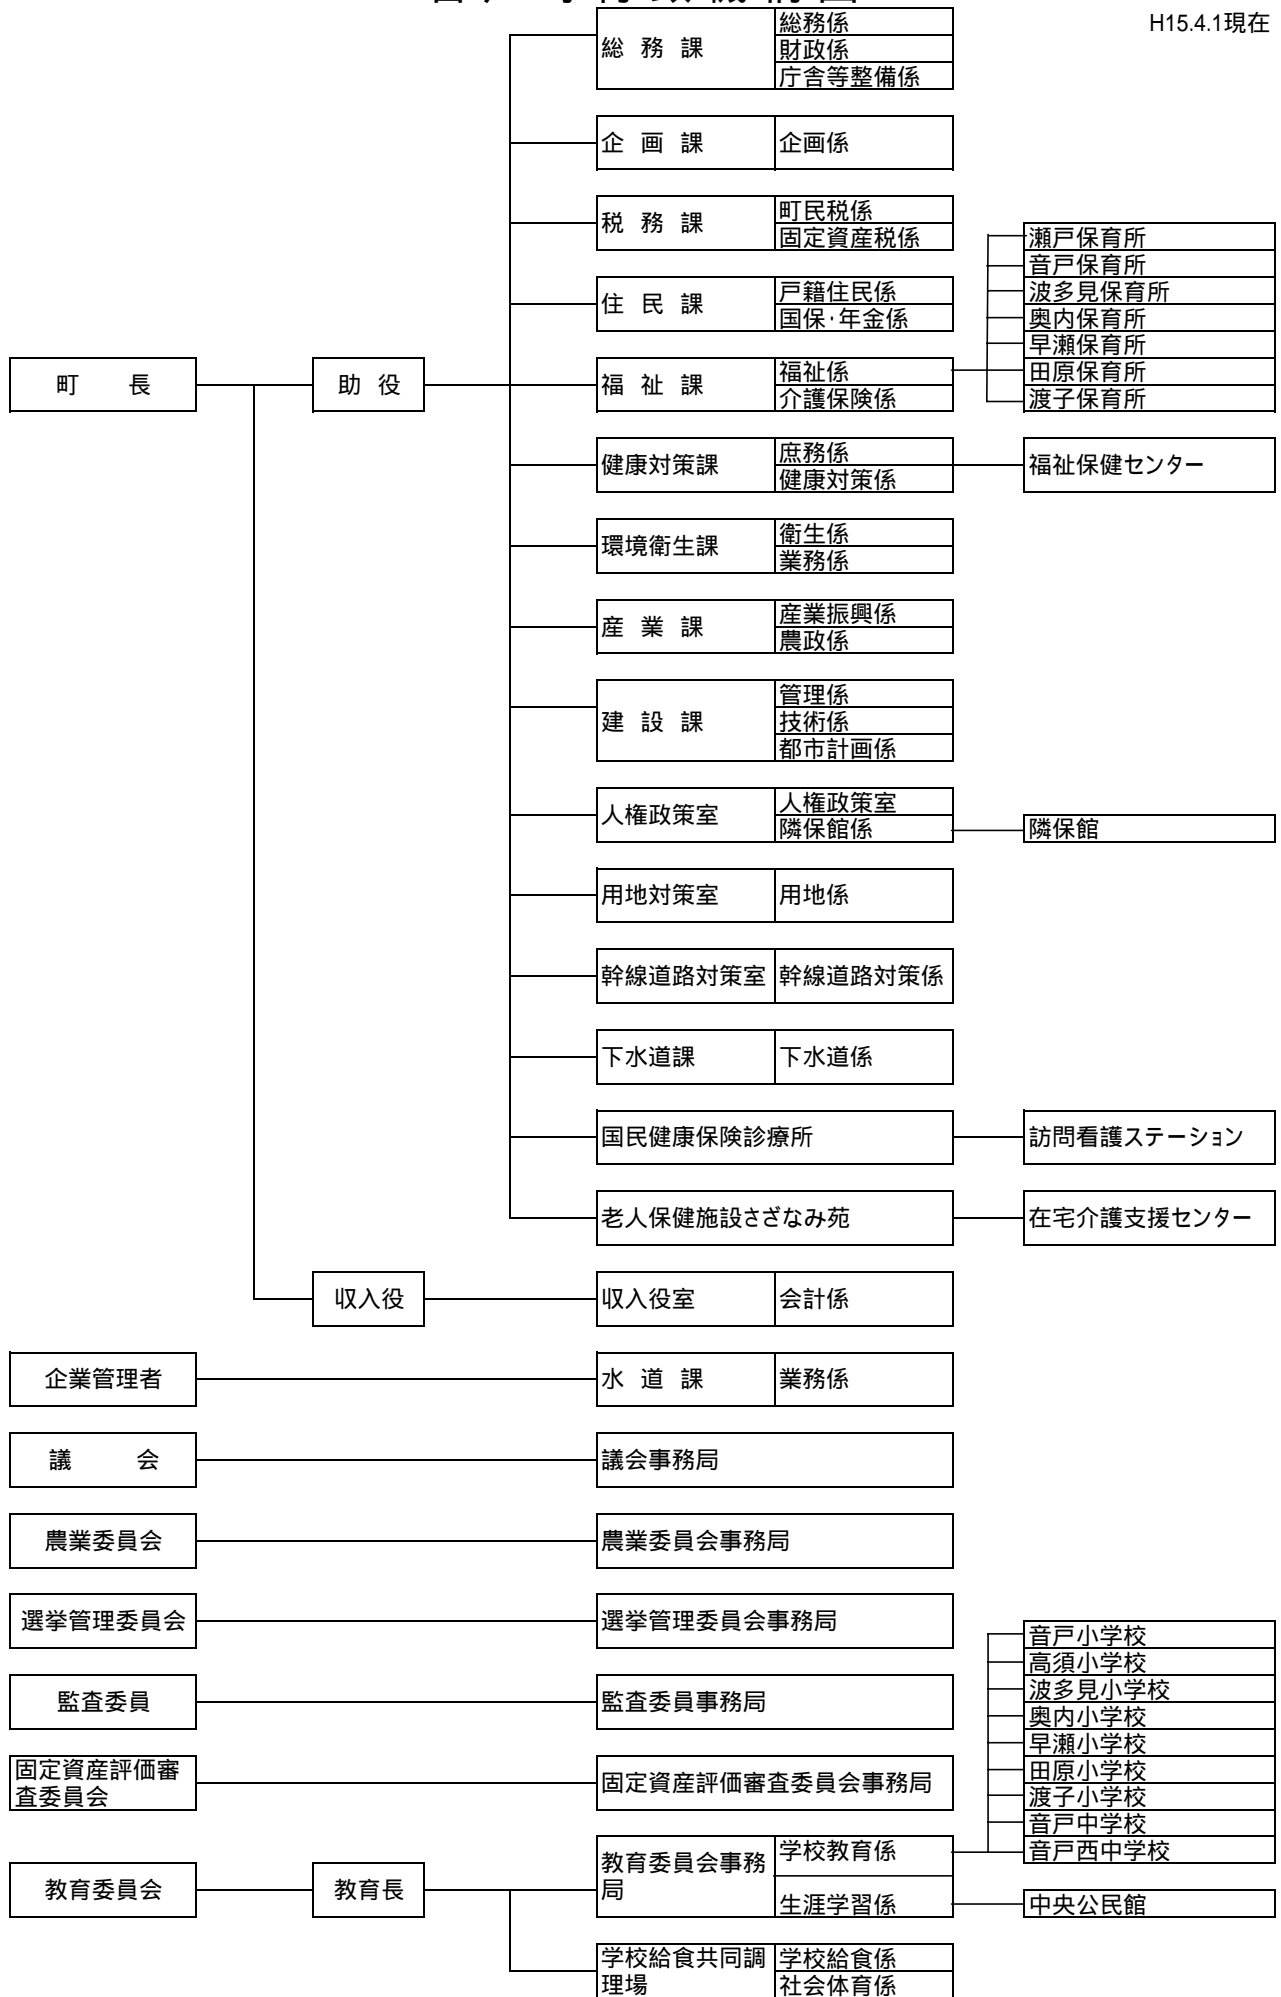 H15.4.1現在
総務課
総務係
財政係
庁舎等整備係
企画課
企画係
税務課
町民税係
固定資産税係
住民課
戸籍住民係
国保・年金係
町長
助役
福祉課
福祉係
介護保険係
瀬戸保育所
音戸保育所
波多見保育所
奥内保育所
早瀬保育所
田原保育所
渡子保育所
健康対策課
庶務係
健康対策係
福祉保健センター
環境衛生課
衛生係
業務係
産業課
産業振興係
農政係
建設課
管理係
技術係
都市計画係
人権政策室
人権政策室
隣保館係
隣保館
用地対策室
用地係
幹線道路対策室
幹線道路対策係
下水道課
下水道係
国民健康保険診療所
訪問看護ステーション
老人保健施設さざなみ苑
在宅介護支援センター
収入役
収入役室
会計係
企業管理者
水道課
業務係
議会
議会事務局
農業委員会
農業委員会事務局
選挙管理委員会
選挙管理委員会事務局
監査委員
監査委員事務局
固定資産評価審
査委員会
固定資産評価審査委員会事務局
教育委員会
教育長
教育委員会事務
局
学校教育係
生涯学習係
音戸小学校
高須小学校
波多見小学校
奥内小学校
早瀬小学校
田原小学校
渡子小学校
音戸中学校
音戸西中学校
中央公民館
学校給食共同調
理場
学校給食係
社会体育係